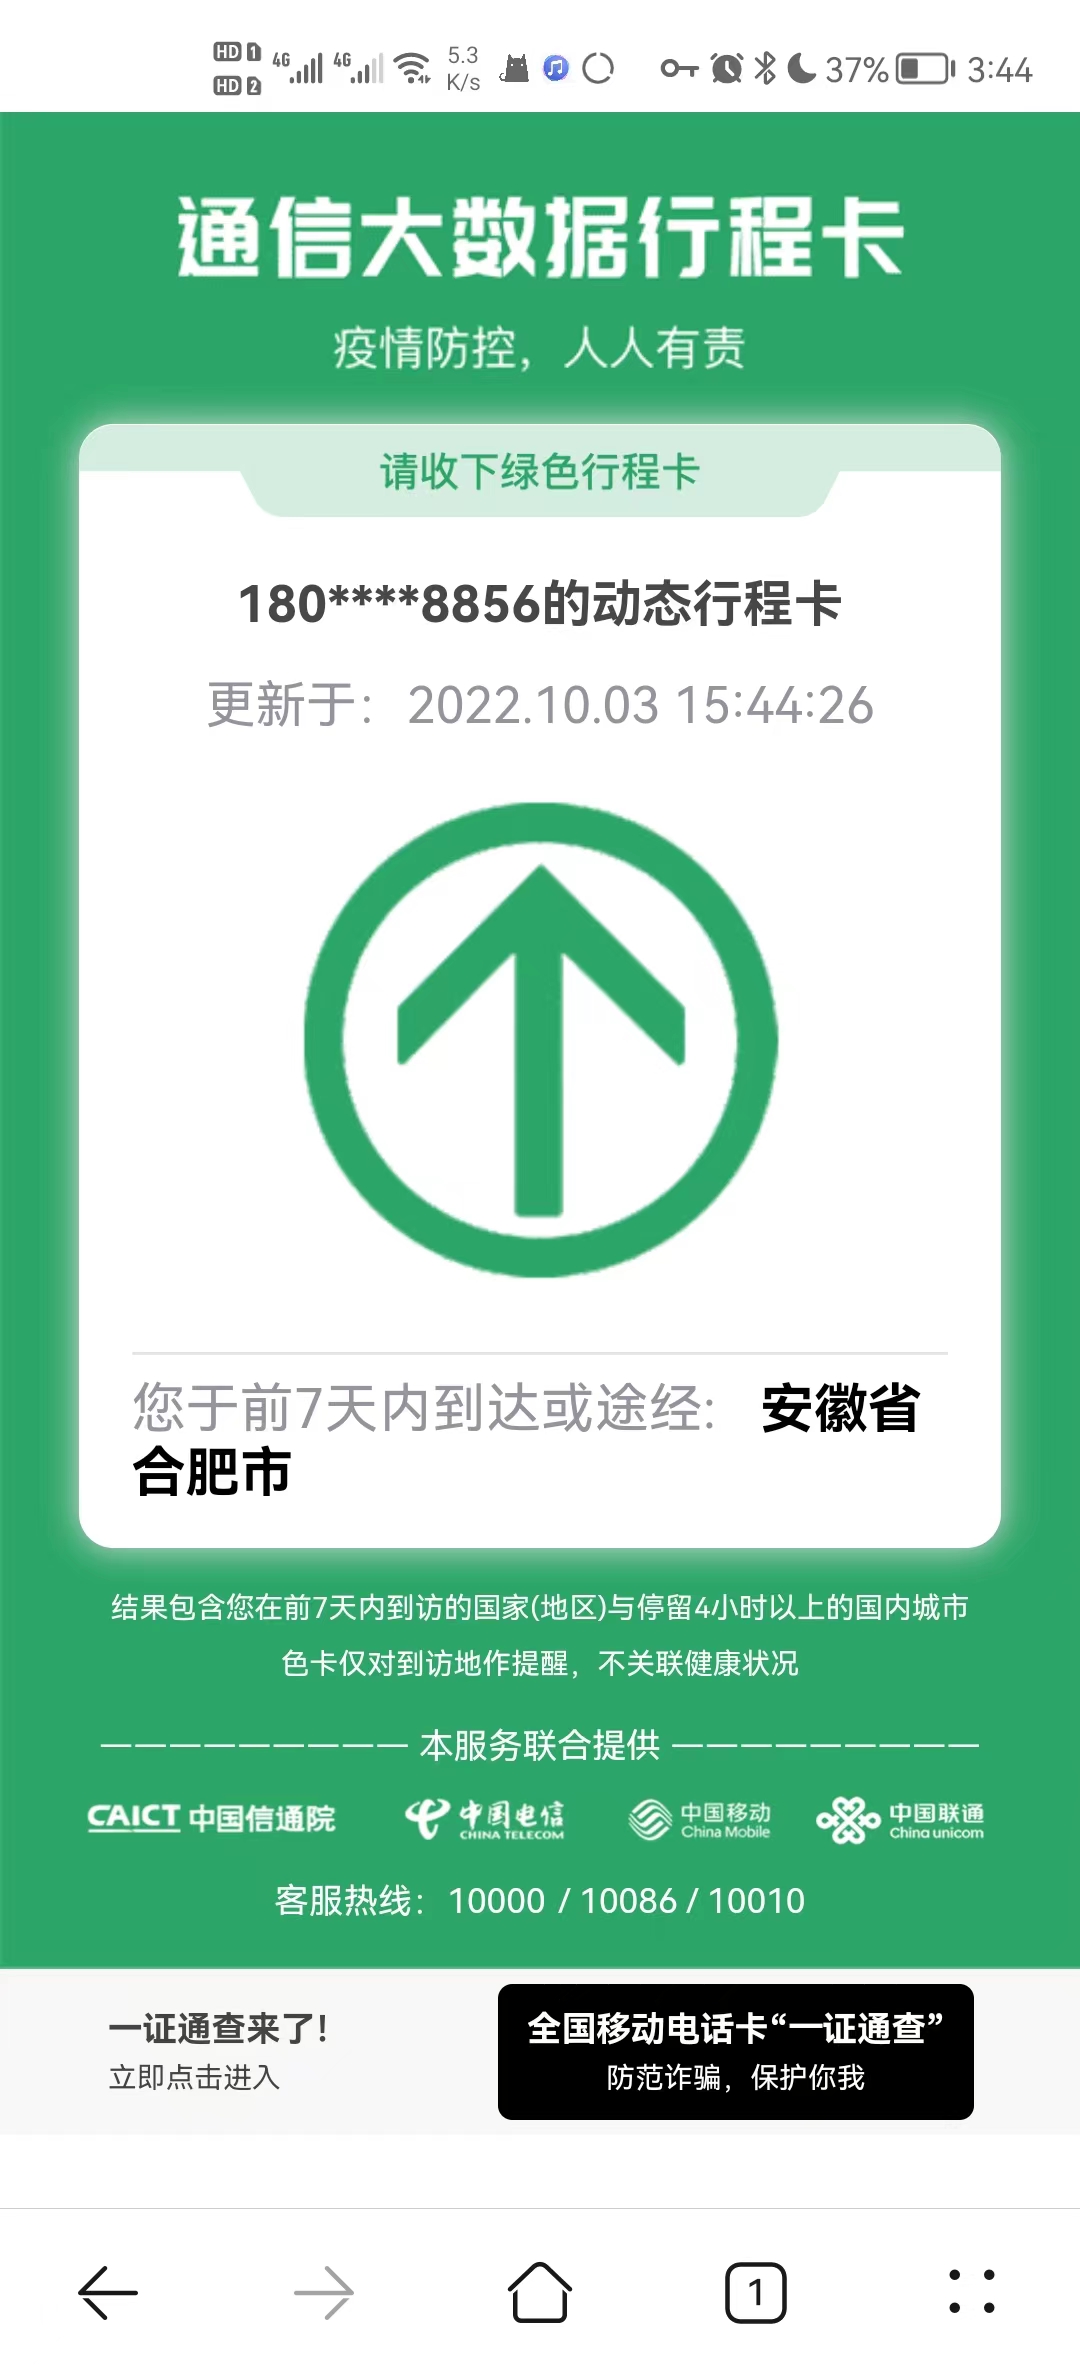 HD 1 4G 4G 5.3 37% 3:44
HD 2 K/s
通信大数据行程卡
疫情防控，人人有责
请收下绿色行程卡
180****8856的动态行程卡
更新于：2022.10.03 15:44:26
您于前7天内到达或途经：安徽省
合肥市
结果包含您在前7天内到访的国家(地区)与停留4小时以上的国内城市
色卡仅对到访地作提醒，不关联健康状况
—————————本服务联合提供—————————
CAICT 中国信通院 中国电信 CHINA TELECOM 中国移动 China Mobile 中国联通 China unicom
客服热线：10000 / 10086 / 10010
一证通查来了！
立即点击进入
全国移动电话卡“一证通查”
防范诈骗，保护你我
1